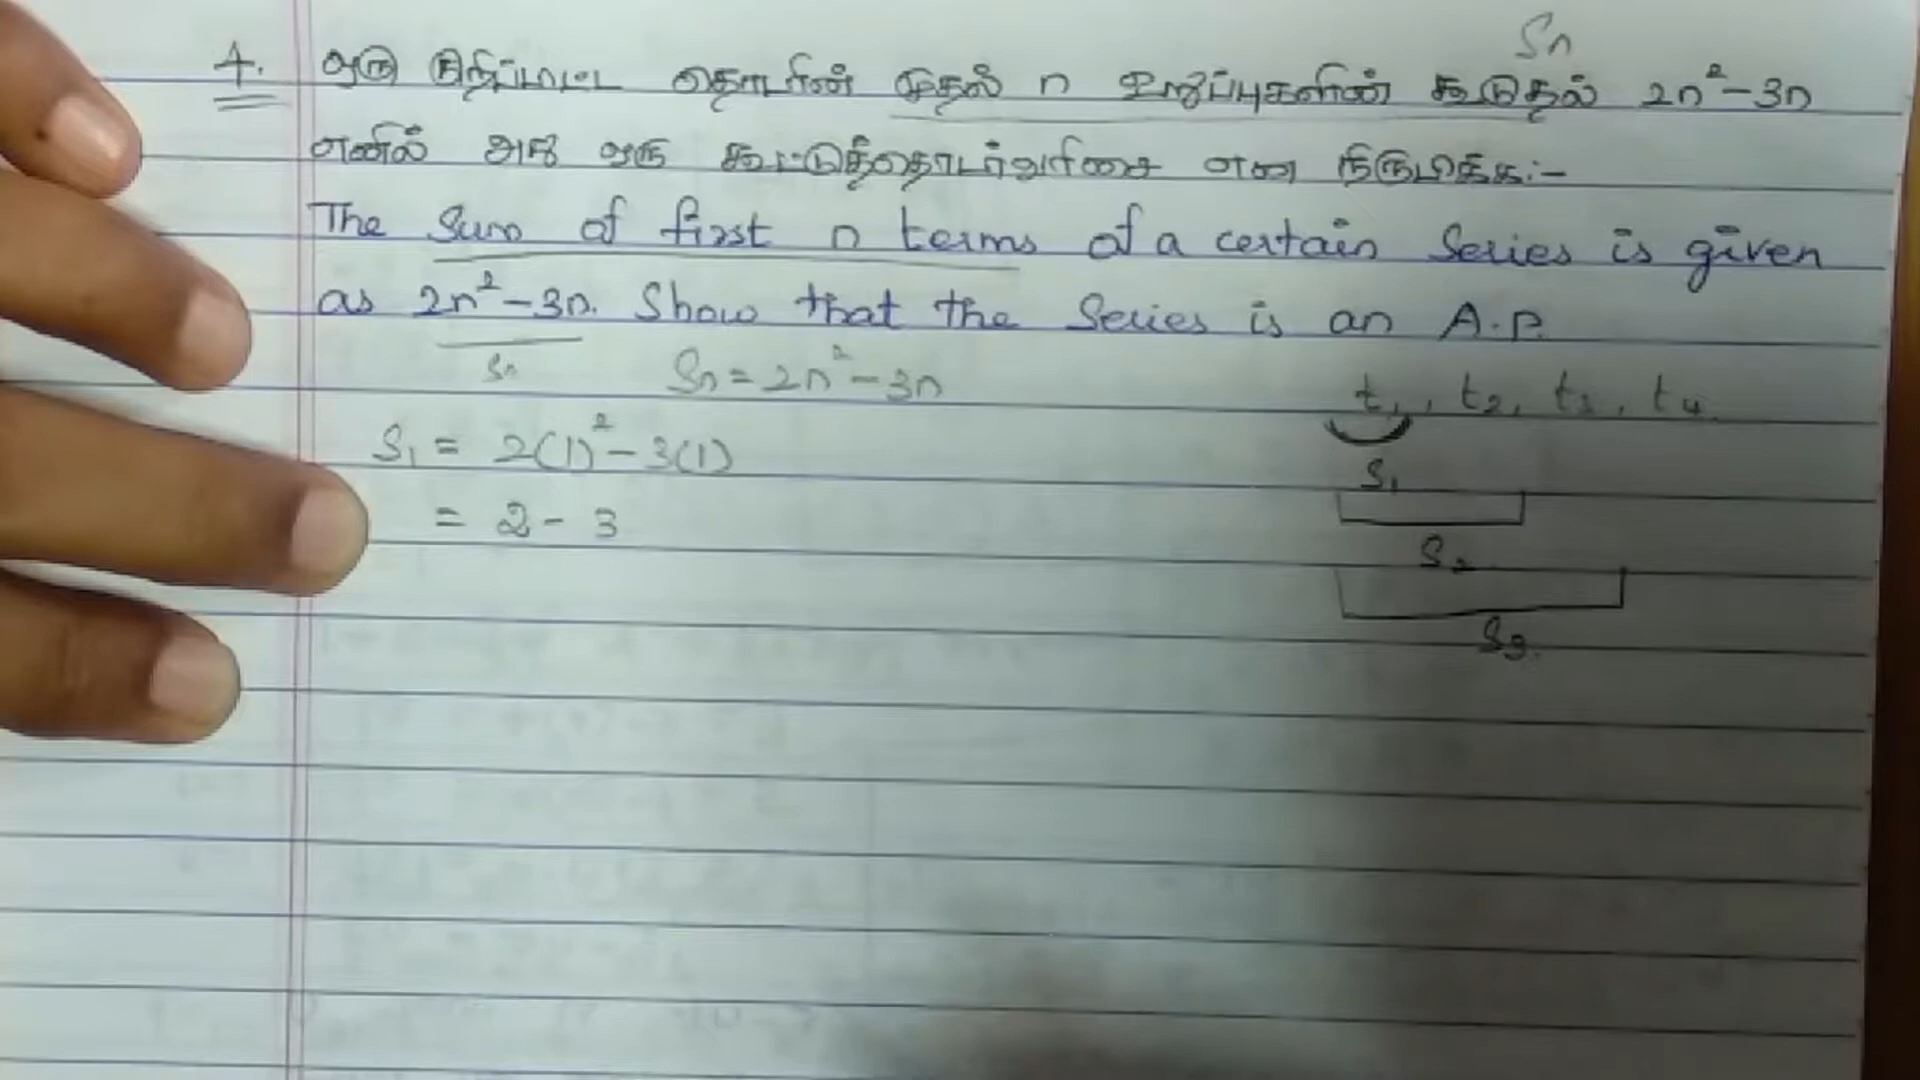 Sn
4. ஒரு குறிப்பிட்ட தொடரின் முதல் n உறுப்புகளின் கூடுதல் 2n²-3n
எனில் அது ஒரு கூட்டுத்தொடர்வரிசை என நிரூபிக்க:-
The Sum of first n terms of a certain Series is given
as 2n²-3n. Show that the Series is an A.P.
Sn
Sn = 2n²-3n
t₁, t₂, t₃, t₄
S₁ = 2(1)²-3(1)
S₁
= 2 - 3
S₂
S₃.